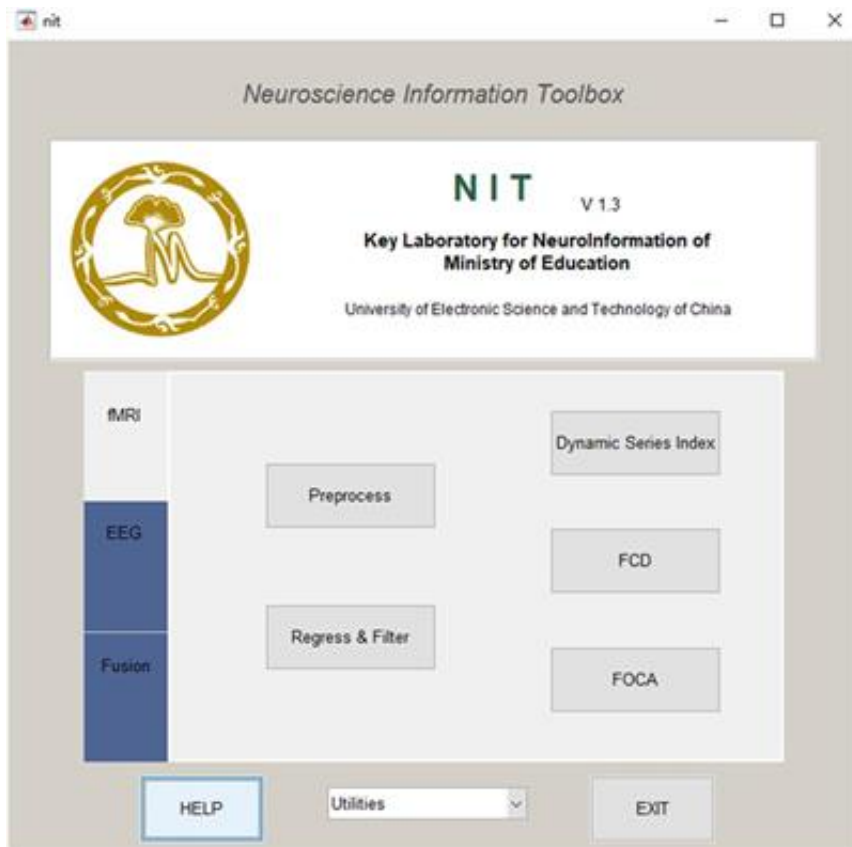 nit
Neuroscience Information Toolbox
NIT V 1.3
Key Laboratory for NeuroInformation of
Ministry of Education
University of Electronic Science and Technology of China
fMRI
EEG
Fusion
Preprocess
Regress & Filter
Dynamic Series Index
FCD
FOCA
HELP
Utilities
EXIT